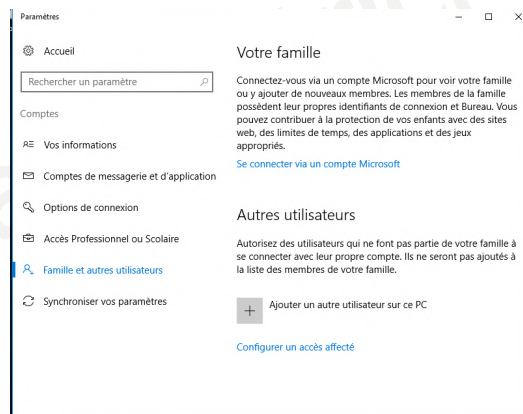 Paramètres
Accueil
Rechercher un paramètre
Comptes
Vos informations
Comptes de messagerie et d'application
Options de connexion
Accès Professionnel ou Scolaire
Famille et autres utilisateurs
Synchroniser vos paramètres
Votre famille
Connectez-vous via un compte Microsoft pour voir votre famille
ou y ajouter de nouveaux membres. Les membres de la famille
possèdent leur propres identifiants de connexion et Bureau. Vous
pouvez contribuer à la protection de vos enfants avec des sites
web, des limites de temps, des applications et des jeux
appropriés.
Se connecter via un compte Microsoft
Autres utilisateurs
Autorisez des utilisateurs qui ne font pas partie de votre famille à
se connecter avec leur propre compte. Ils ne seront pas ajoutés à
la liste des membres de votre famille.
Ajouter un autre utilisateur sur ce PC
Configurer un accès affecté